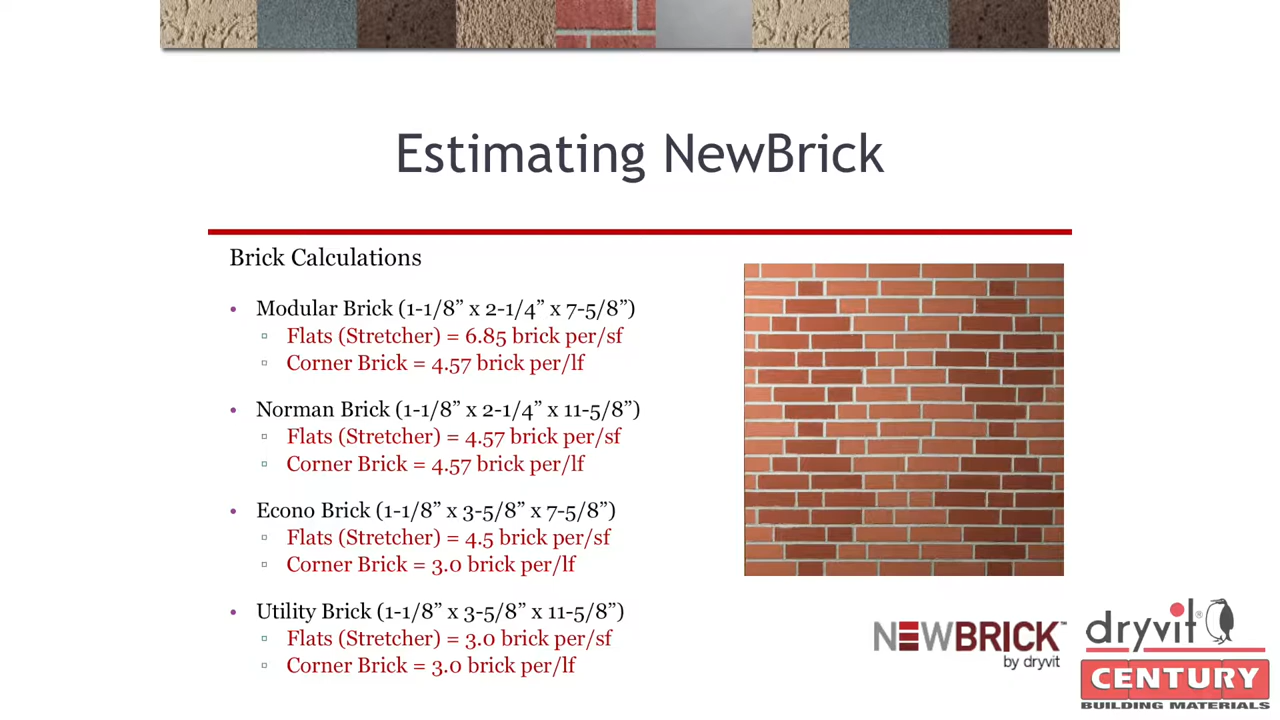 Estimating NewBrick
Brick Calculations
• Modular Brick (1-1/8” x 2-1/4” x 7-5/8”)
▫ Flats (Stretcher) = 6.85 brick per/sf
▫ Corner Brick = 4.57 brick per/lf
• Norman Brick (1-1/8” x 2-1/4” x 11-5/8”)
▫ Flats (Stretcher) = 4.57 brick per/sf
▫ Corner Brick = 4.57 brick per/lf
• Econo Brick (1-1/8” x 3-5/8” x 7-5/8”)
▫ Flats (Stretcher) = 4.5 brick per/sf
▫ Corner Brick = 3.0 brick per/lf
• Utility Brick (1-1/8” x 3-5/8” x 11-5/8”)
▫ Flats (Stretcher) = 3.0 brick per/sf
▫ Corner Brick = 3.0 brick per/lf
NEWBRICK™
by dryvit
dryvit®
CENTURY
BUILDING MATERIALS